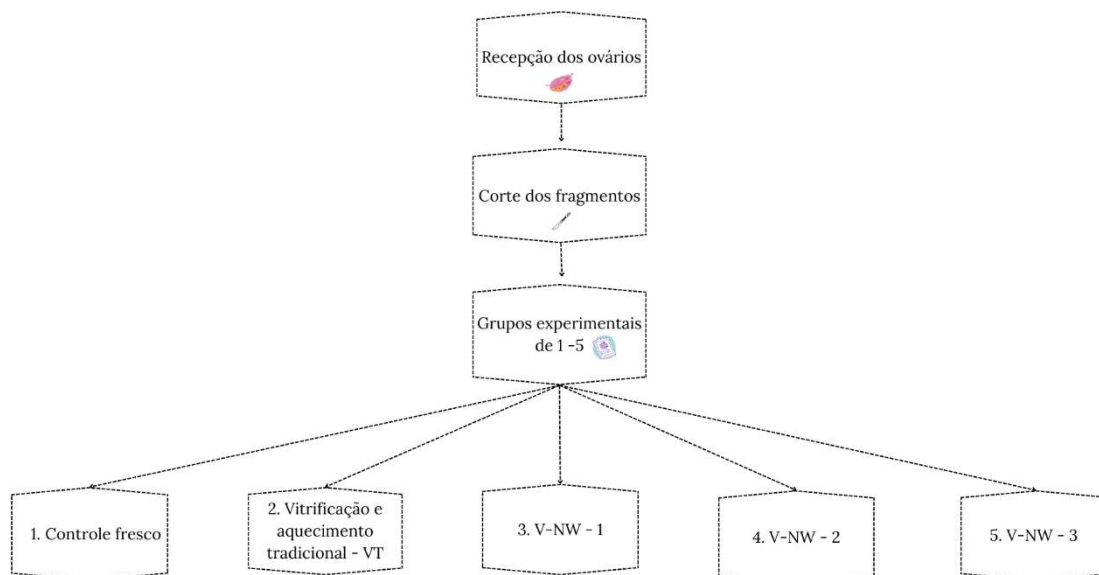 Recepção dos ovários
Corte dos fragmentos
Grupos experimentais
de 1 -5
1. Controle fresco
2. Vitrificação e
aquecimento
tradicional - VT
3. V-NW - 1
4. V-NW - 2
5. V-NW - 3